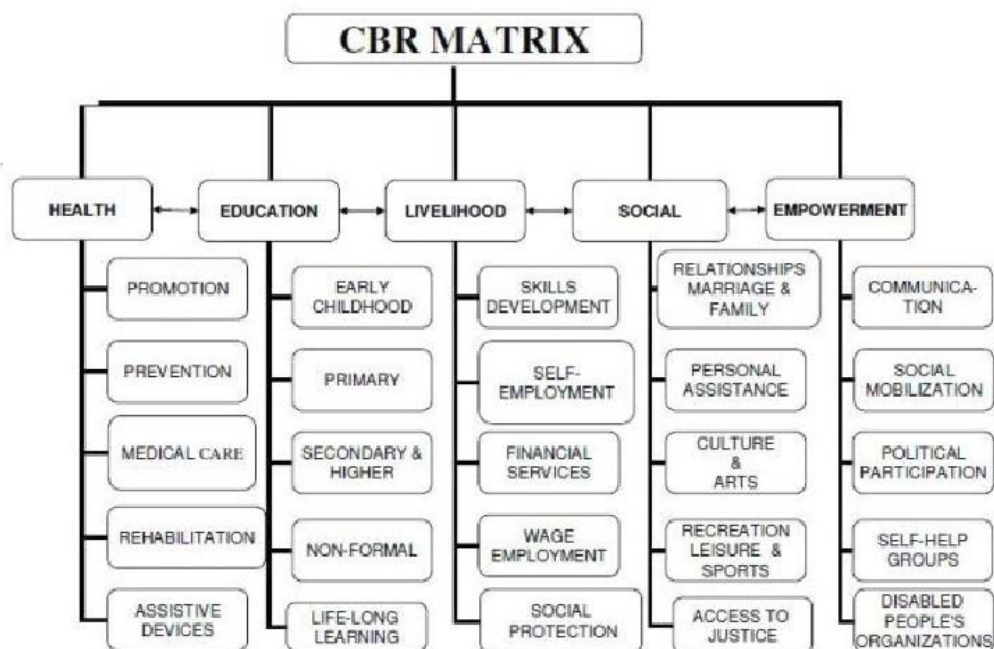 CBR MATRIX
HEALTH
EDUCATION
LIVELIHOOD
SOCIAL
EMPOWERMENT
PROMOTION
PREVENTION
MEDICAL CARE
REHABILITATION
ASSISTIVE
DEVICES
EARLY
CHILDHOOD
PRIMARY
SECONDARY &
HIGHER
NON-FORMAL
LIFE-LONG
LEARNING
SKILLS
DEVELOPMENT
SELF-
EMPLOYMENT
FINANCIAL
SERVICES
WAGE
EMPLOYMENT
SOCIAL
PROTECTION
RELATIONSHIPS
MARRIAGE &
FAMILY
PERSONAL
ASSISTANCE
CULTURE
&
ARTS
RECREATION
LEISURE &
SPORTS
ACCESS TO
JUSTICE
COMMUNICA-
TION
SOCIAL
MOBILIZATION
POLITICAL
PARTICIPATION
SELF-HELP
GROUPS
DISABLED
PEOPLE'S
ORGANIZATIONS